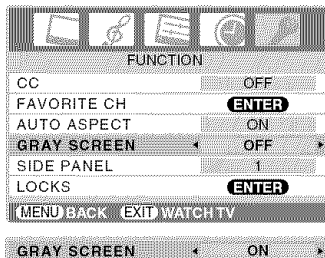 FUNCTION
CC OFF
FAVORITE CH ENTER
AUTO ASPECT ON
GRAY SCREEN OFF
SIDE PANEL 1
LOCKS ENTER
MENU BACK EXIT WATCH TV
GRAY SCREEN ON